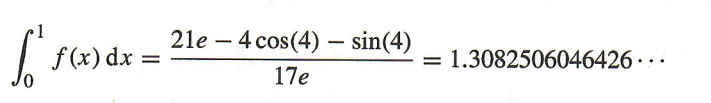 ∫₀¹ f(x) dx = (21e − 4 cos(4) − sin(4)) / (17e) = 1.3082506046426 ···